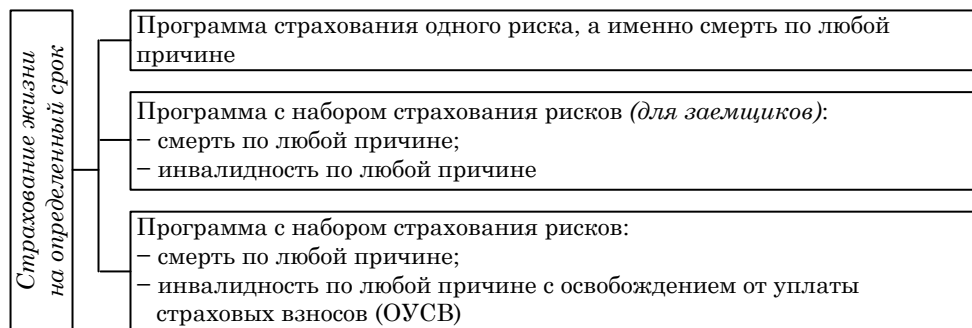 Страхование жизни
на определенный срок
Программа страхования одного риска, а именно смерть по любой
причине
Программа с набором страхования рисков (для заемщиков):
– смерть по любой причине;
– инвалидность по любой причине
Программа с набором страхования рисков:
– смерть по любой причине;
– инвалидность по любой причине с освобождением от уплаты
страховых взносов (ОУСВ)